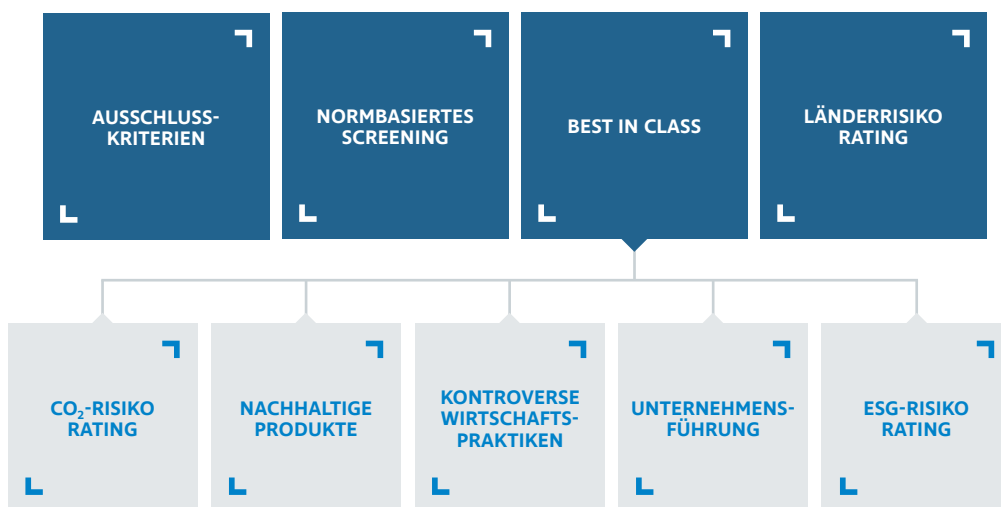 AUSSCHLUSS-
KRITERIEN
NORMBASIERTES
SCREENING
BEST IN CLASS
LÄNDERRISIKO
RATING
CO₂-RISIKO
RATING
NACHHALTIGE
PRODUKTE
KONTROVERSE
WIRTSCHAFTS-
PRAKTIKEN
UNTERNEHMENS-
FÜHRUNG
ESG-RISIKO
RATING